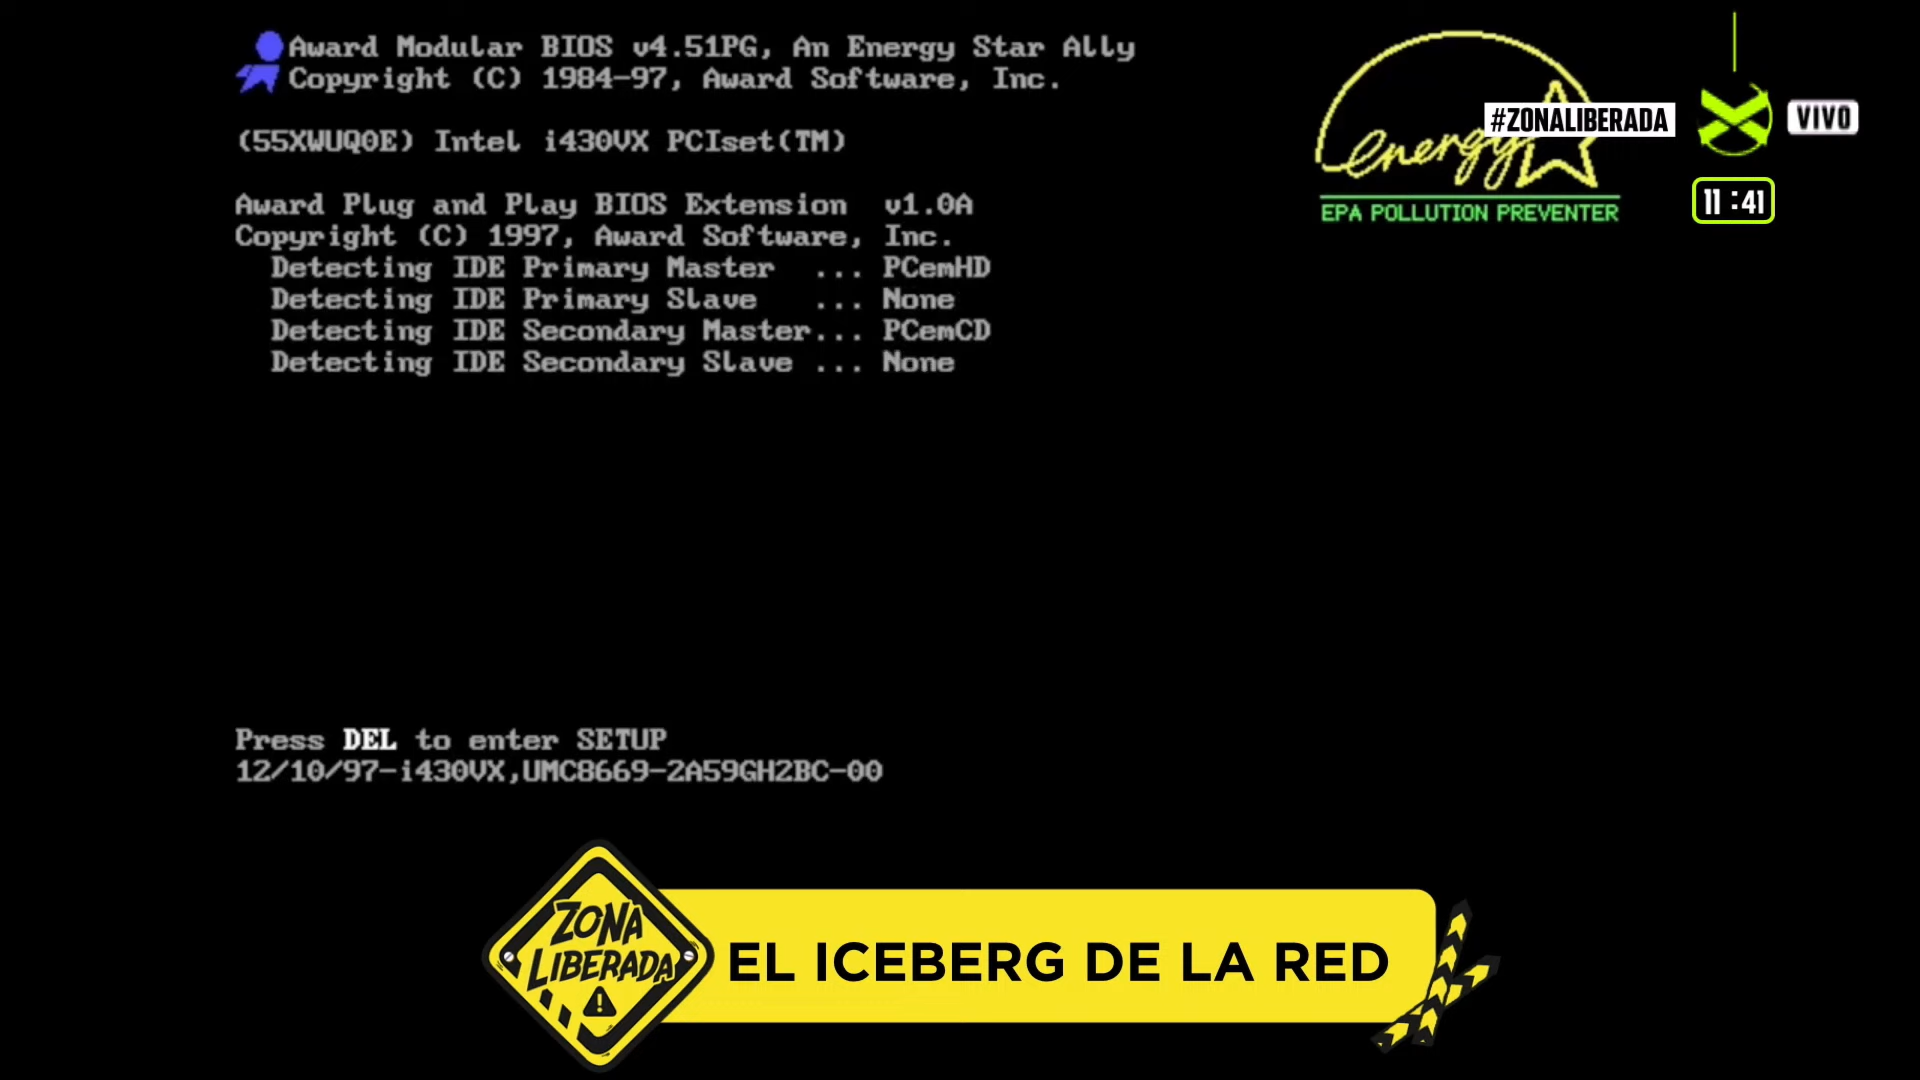 Award Modular BIOS v4.51PG, An Energy Star Ally
Copyright (C) 1984-97, Award Software, Inc.
(55XWUQ0E) Intel i430VX PCIset(TM)
Award Plug and Play BIOS Extension v1.0A
Copyright (C) 1997, Award Software, Inc.
Detecting IDE Primary Master ... PCemHD
Detecting IDE Primary Slave ... None
Detecting IDE Secondary Master... PCemCD
Detecting IDE Secondary Slave ... None
energy
EPA POLLUTION PREVENTER
#ZONALIBERADA
VIVO
11:41
Press DEL to enter SETUP
12/10/97-i430VX,UMC8669-2A59GH2BC-00
ZONA
LIBERADA
!
EL ICEBERG DE LA RED